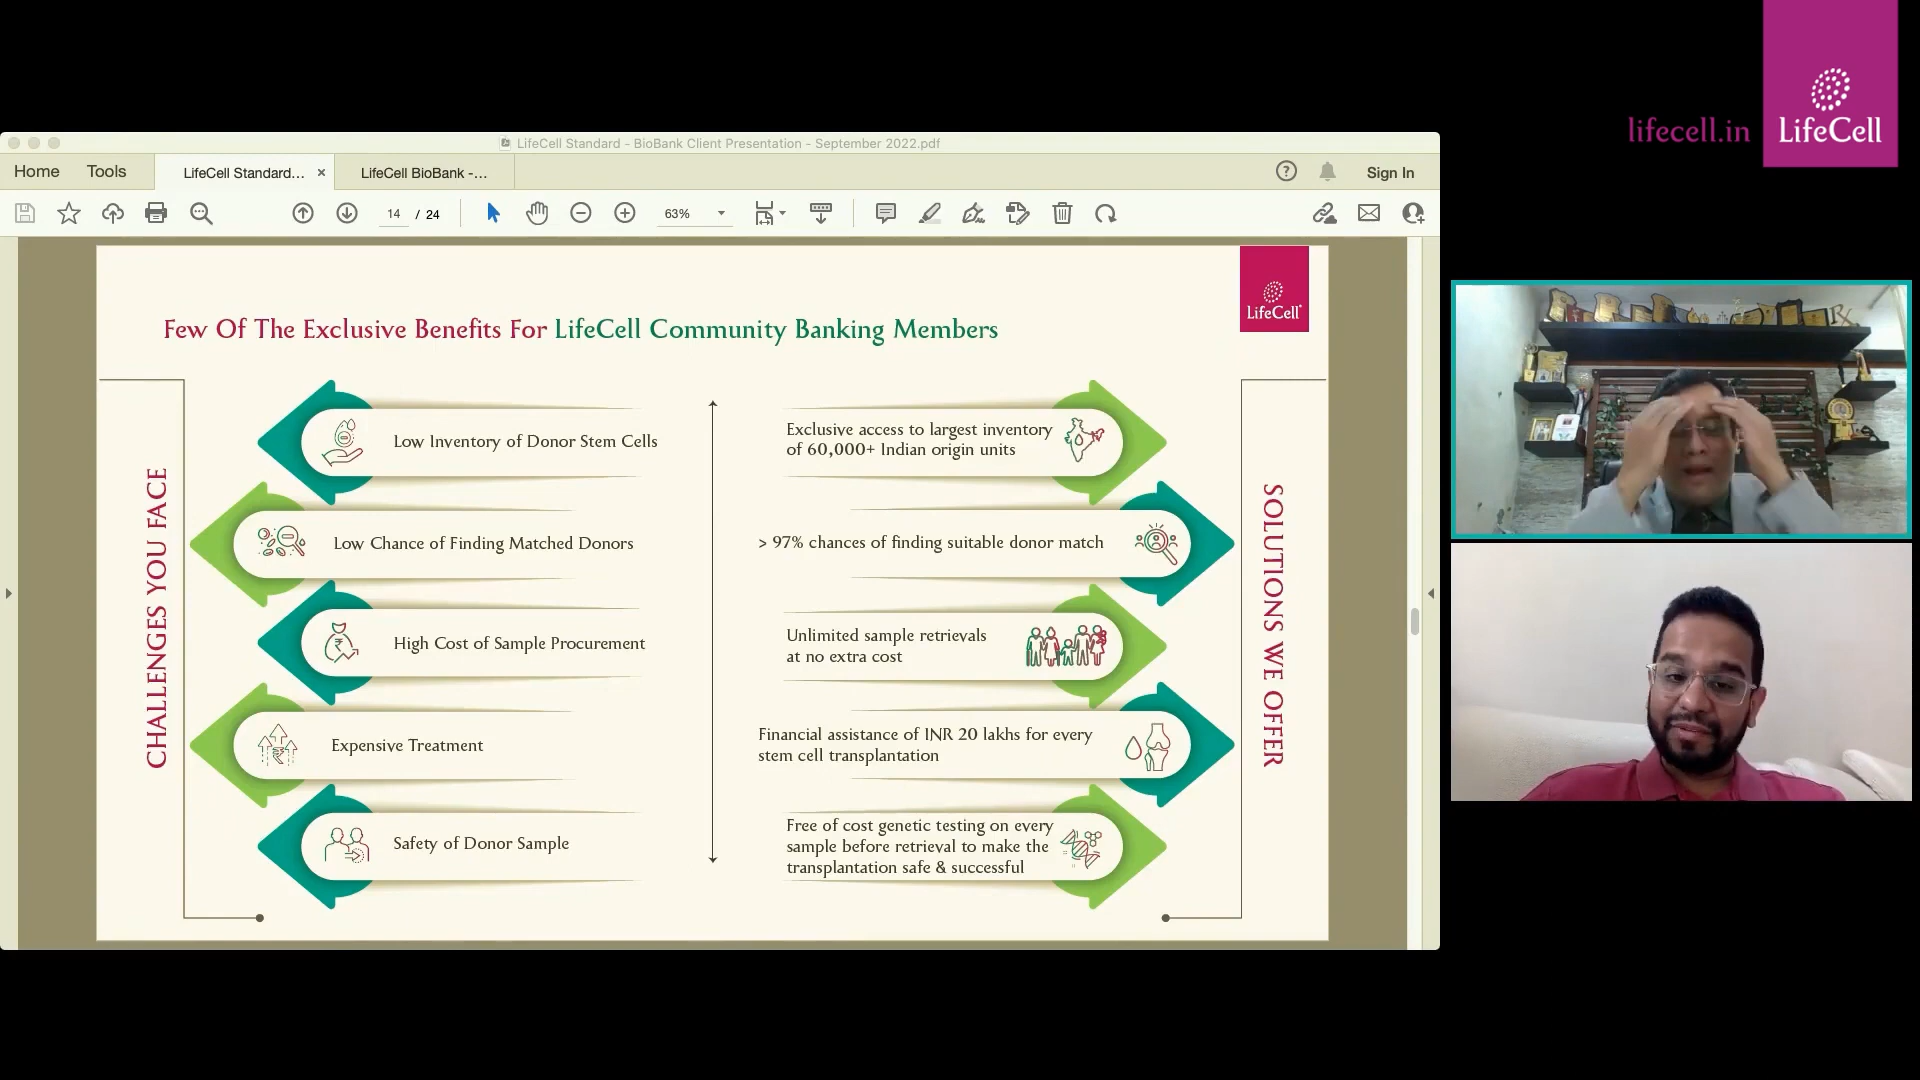 lifecell.in
LifeCell
LifeCell Standard - BioBank Client Presentation - September 2022.pdf
Home
Tools
LifeCell Standard...
×
LifeCell BioBank -...
?
Sign In
14 / 24
63%
LifeCell
Few Of The Exclusive Benefits For LifeCell Community Banking Members
CHALLENGES YOU FACE
Low Inventory of Donor Stem Cells
Low Chance of Finding Matched Donors
High Cost of Sample Procurement
Expensive Treatment
Safety of Donor Sample
Exclusive access to largest inventory
of 60,000+ Indian origin units
> 97% chances of finding suitable donor match
Unlimited sample retrievals
at no extra cost
Financial assistance of INR 20 lakhs for every
stem cell transplantation
Free of cost genetic testing on every
sample before retrieval to make the
transplantation safe & successful
SOLUTIONS WE OFFER